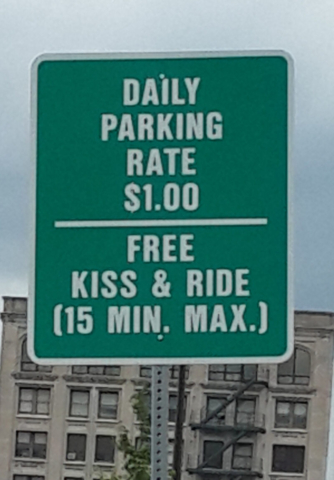 DAILY
PARKING
RATE
$1.00
FREE
KISS & RIDE
(15 MIN. MAX.)